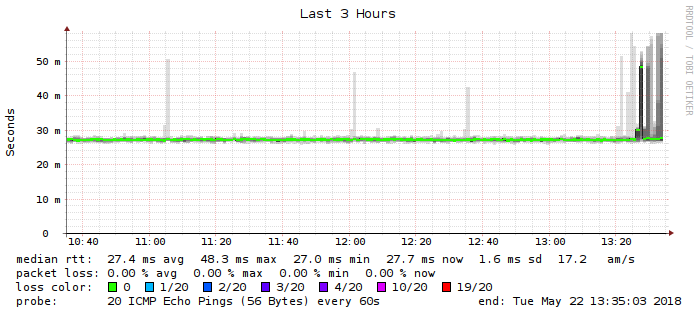 Last 3 Hours
RRDTOOL / TOBI OETIKER
Seconds
50 m
40 m
30 m
20 m
10 m
0
10:40 11:00 11:20 11:40 12:00 12:20 12:40 13:00 13:20
median rtt: 27.4 ms avg 48.3 ms max 27.0 ms min 27.7 ms now 1.6 ms sd 17.2 am/s
packet loss: 0.00 % avg 0.00 % max 0.00 % min 0.00 % now
loss color: 0 1/20 2/20 3/20 4/20 10/20 19/20
probe: 20 ICMP Echo Pings (56 Bytes) every 60s end: Tue May 22 13:35:03 2018